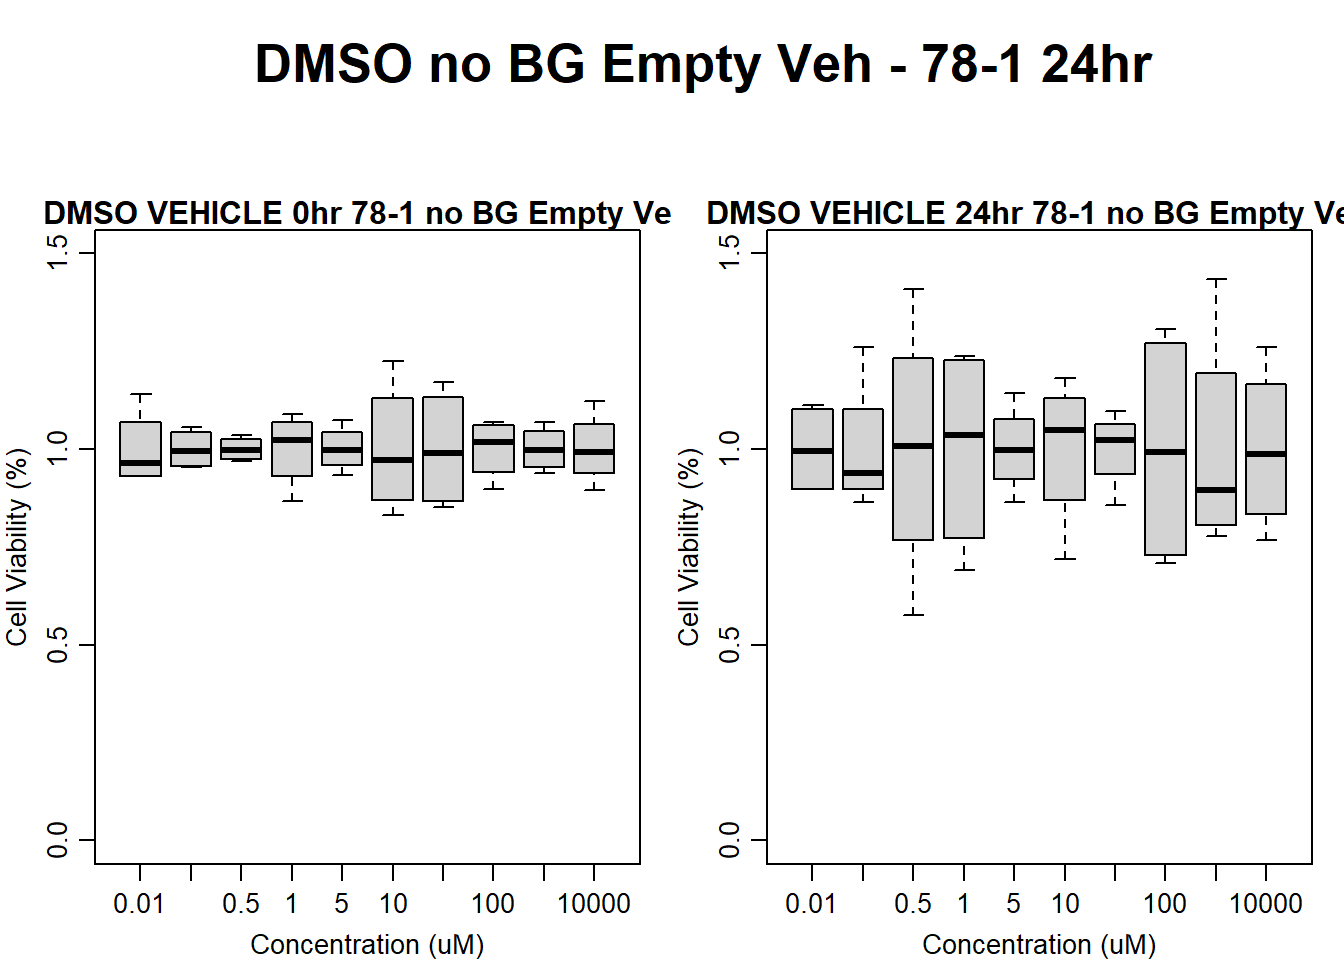 DMSO no BG Empty Veh - 78-1 24hr
DMSO VEHICLE 0hr 78-1 no BG Empty Ve
Cell Viability (%)
1.5
1.0
0.5
0.0
0.01 0.5 1 5 10 100 10000
Concentration (uM)
DMSO VEHICLE 24hr 78-1 no BG Empty Ve
Cell Viability (%)
1.5
1.0
0.5
0.0
0.01 0.5 1 5 10 100 10000
Concentration (uM)